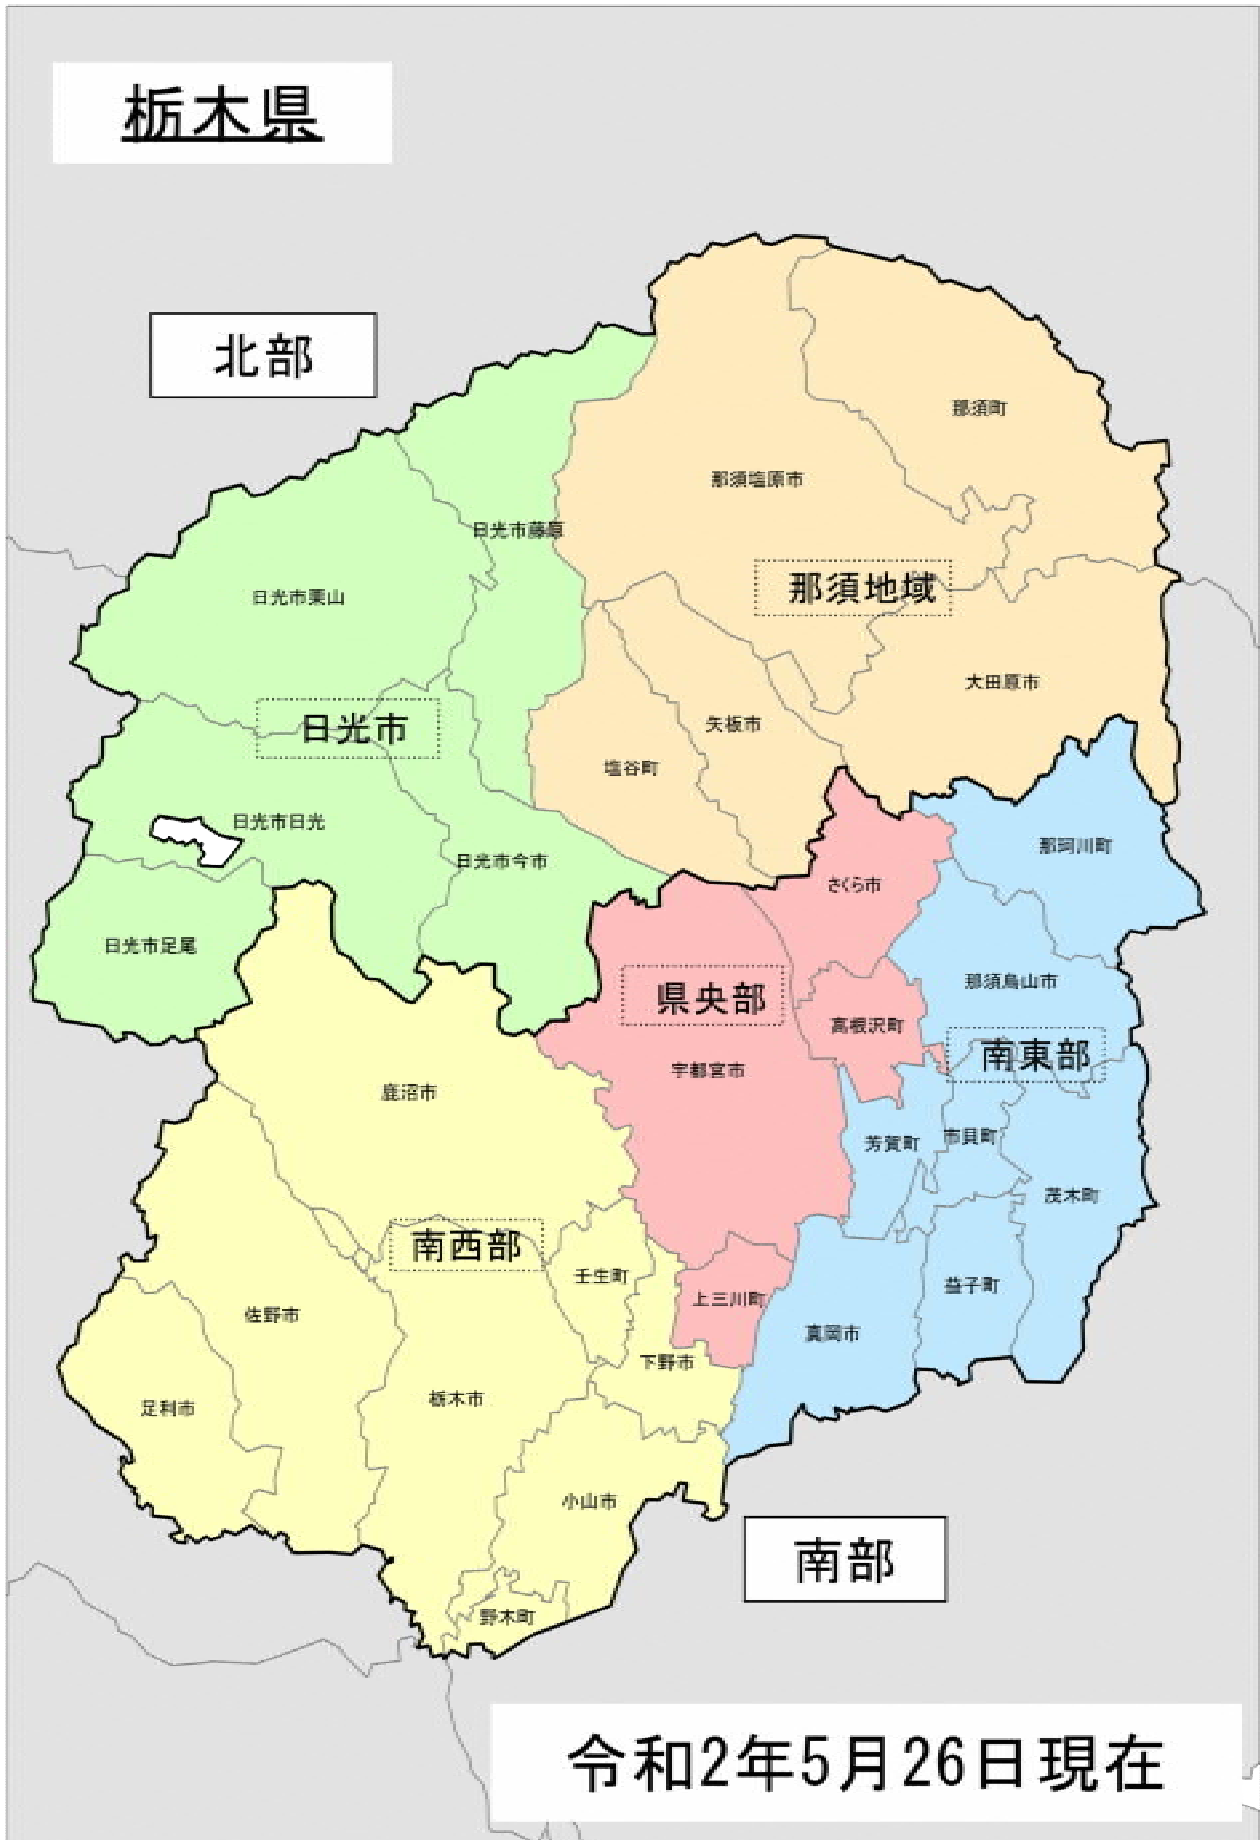 栃木県
北部
那須町
那須塩原市
日光市藤原
那須地域
日光市栗山
大田原市
矢板市
日光市
塩谷町
日光市日光
那珂川町
日光市今市
さくら市
日光市足尾
那須烏山市
県央部
高根沢町
南東部
宇都宮市
鹿沼市
芳賀町
市貝町
茂木町
南西部
壬生町
益子町
上三川町
佐野市
真岡市
下野市
栃木市
足利市
小山市
南部
野木町
令和2年5月26日現在